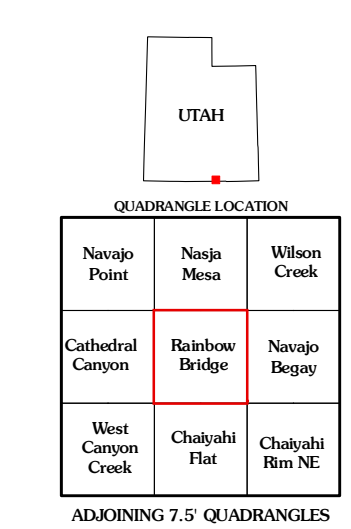 UTAH
QUADRANGLE LOCATION
Navajo
Point
Nasja
Mesa
Wilson
Creek
Cathedral
Canyon
Rainbow
Bridge
Navajo
Begay
West
Canyon
Creek
Chaiyahi
Flat
Chaiyahi
Rim NE
ADJOINING 7.5' QUADRANGLES